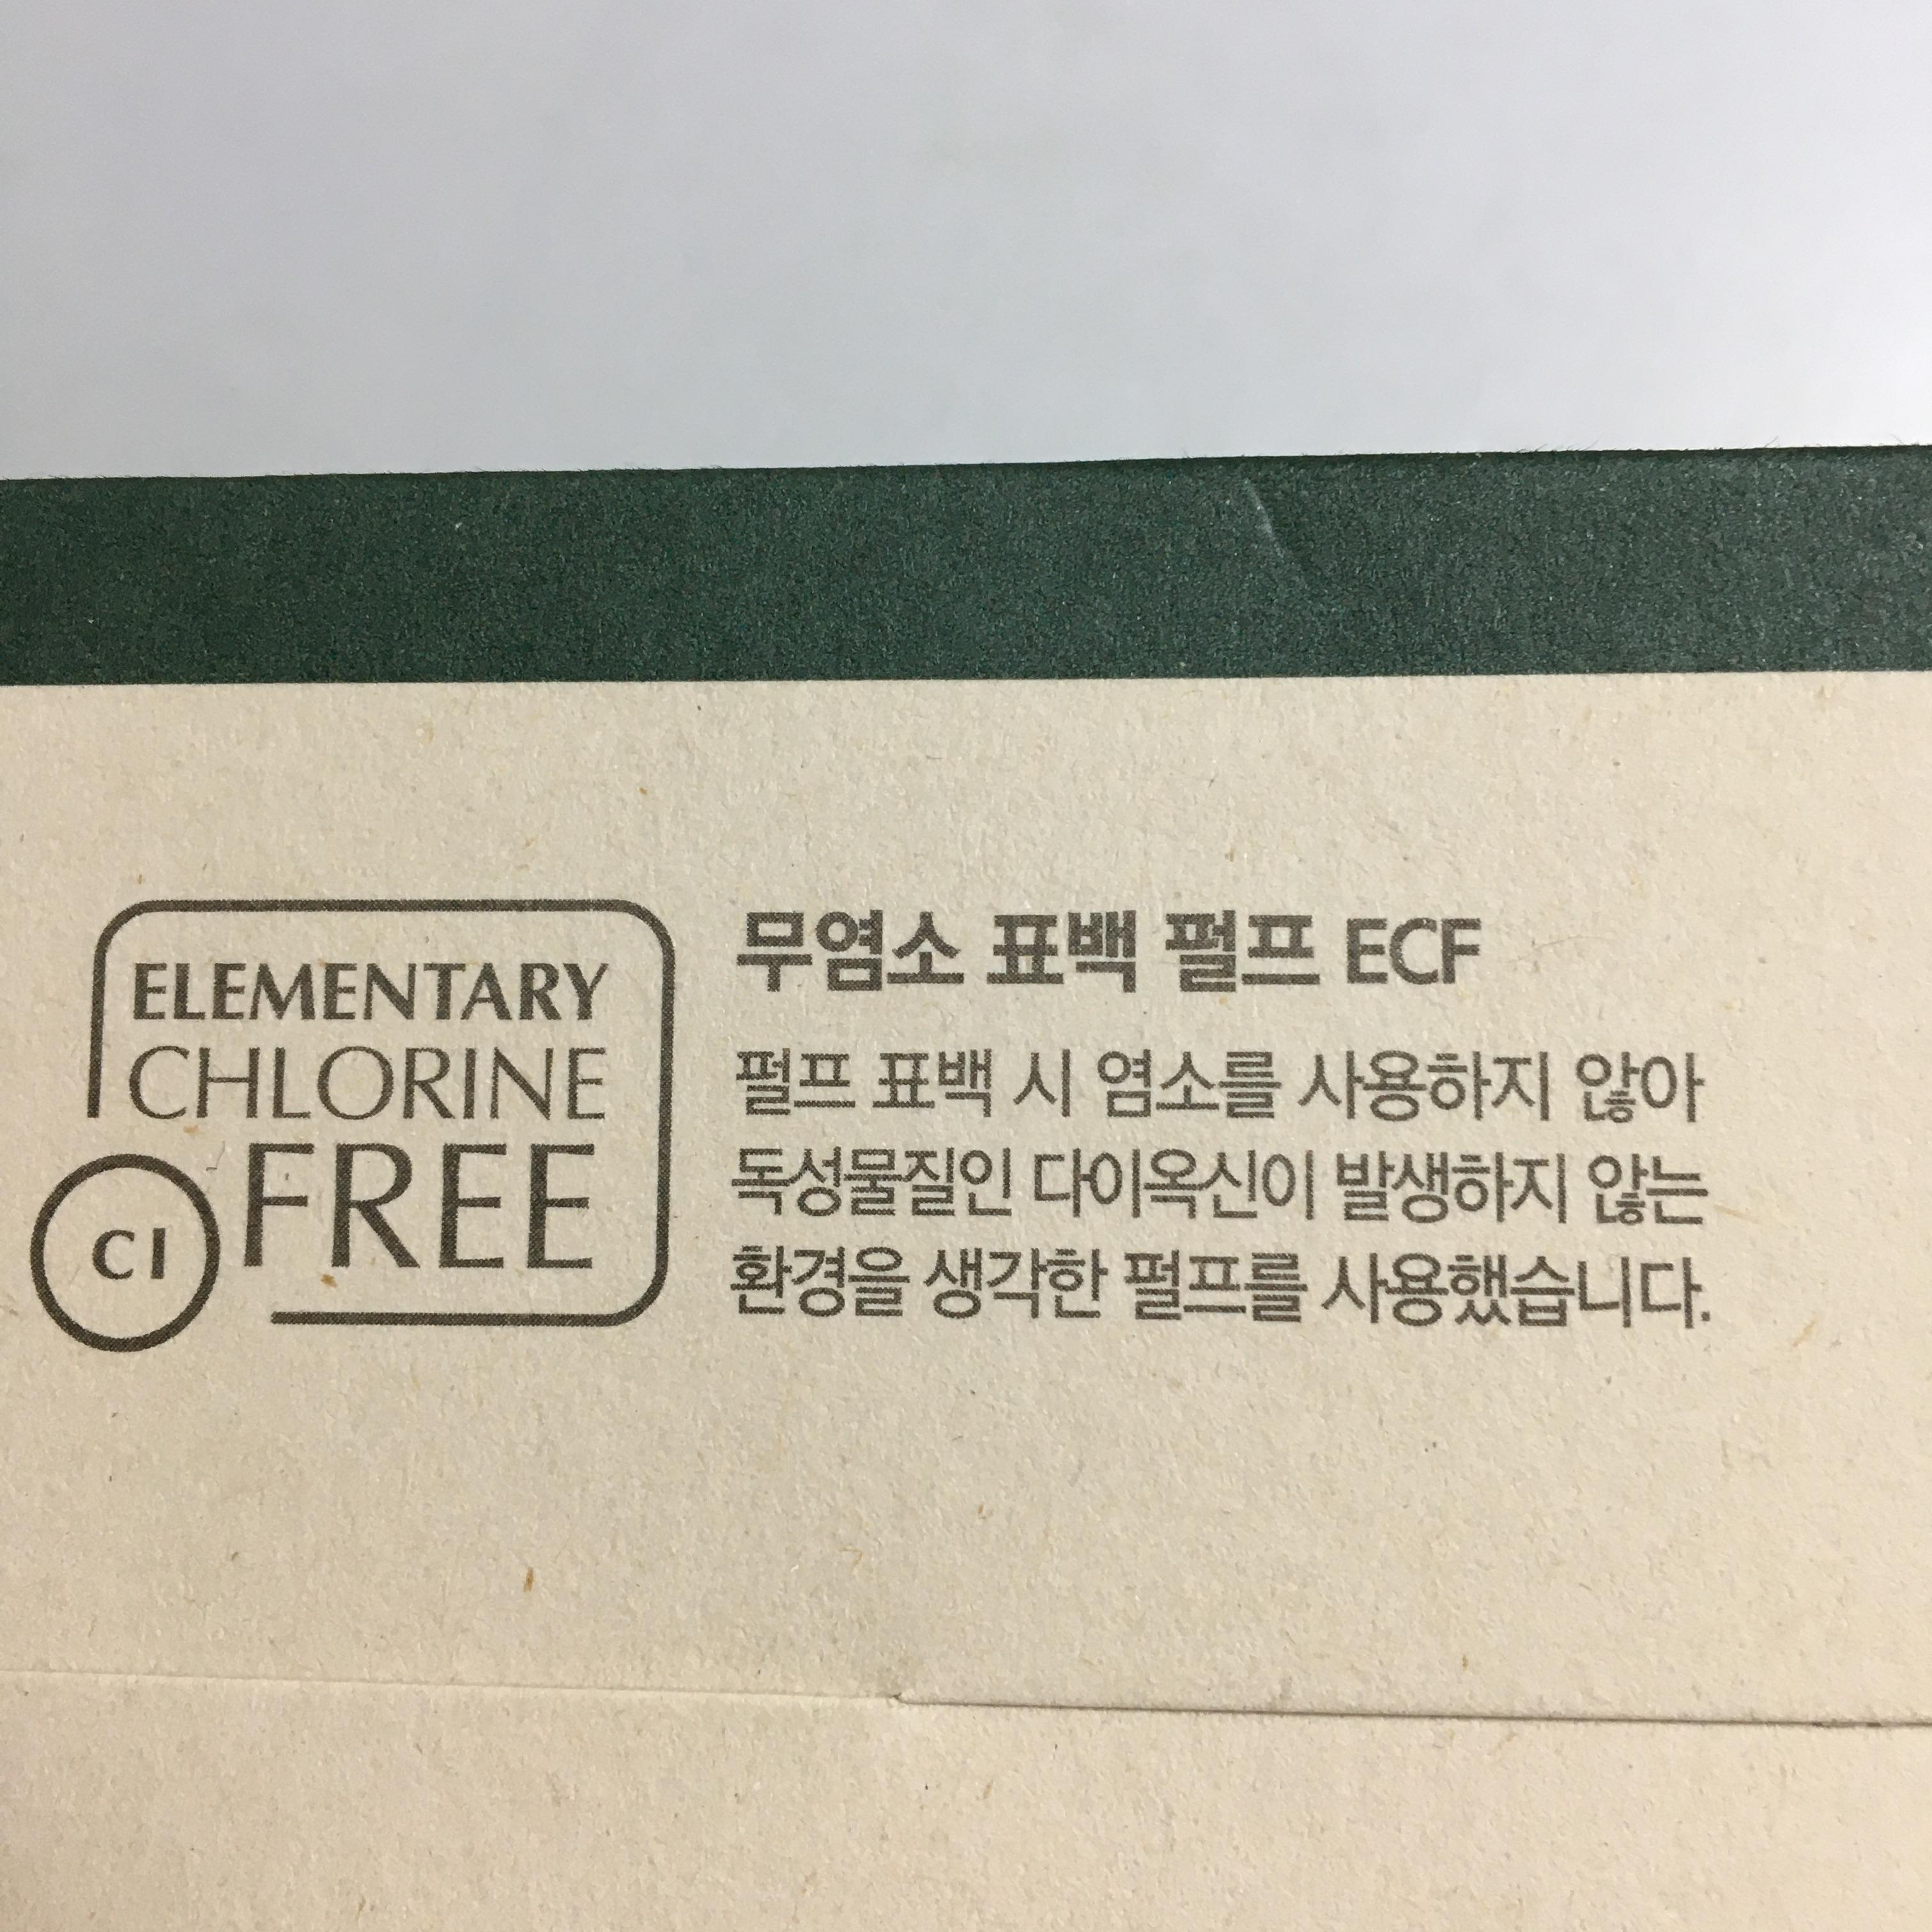 ELEMENTARY
CHLORINE
FREE
CI
무염소 표백 펄프 ECF
펄프 표백 시 염소를 사용하지 않아
독성물질인 다이옥신이 발생하지 않는
환경을 생각한 펄프를 사용했습니다.